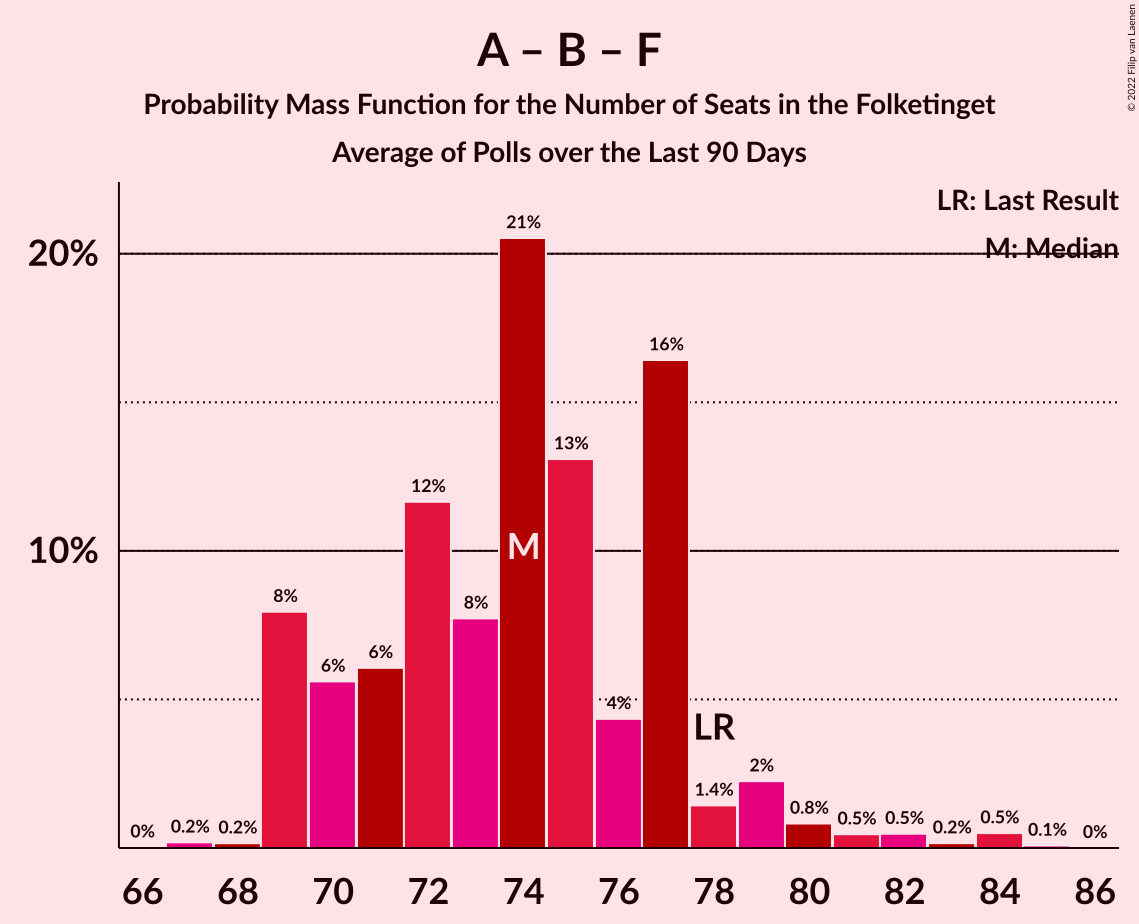 A – B – F
Probability Mass Function for the Number of Seats in the Folketinget
Average of Polls over the Last 90 Days
© 2022 Filip van Laenen
LR: Last Result
M: Median
20%
10%
0%
0.2%
0.2%
8%
6%
6%
12%
8%
21%
13%
4%
16%
1.4%
2%
0.8%
0.5%
0.5%
0.2%
0.5%
0.1%
0%
M
LR
66 68 70 72 74 76 78 80 82 84 86